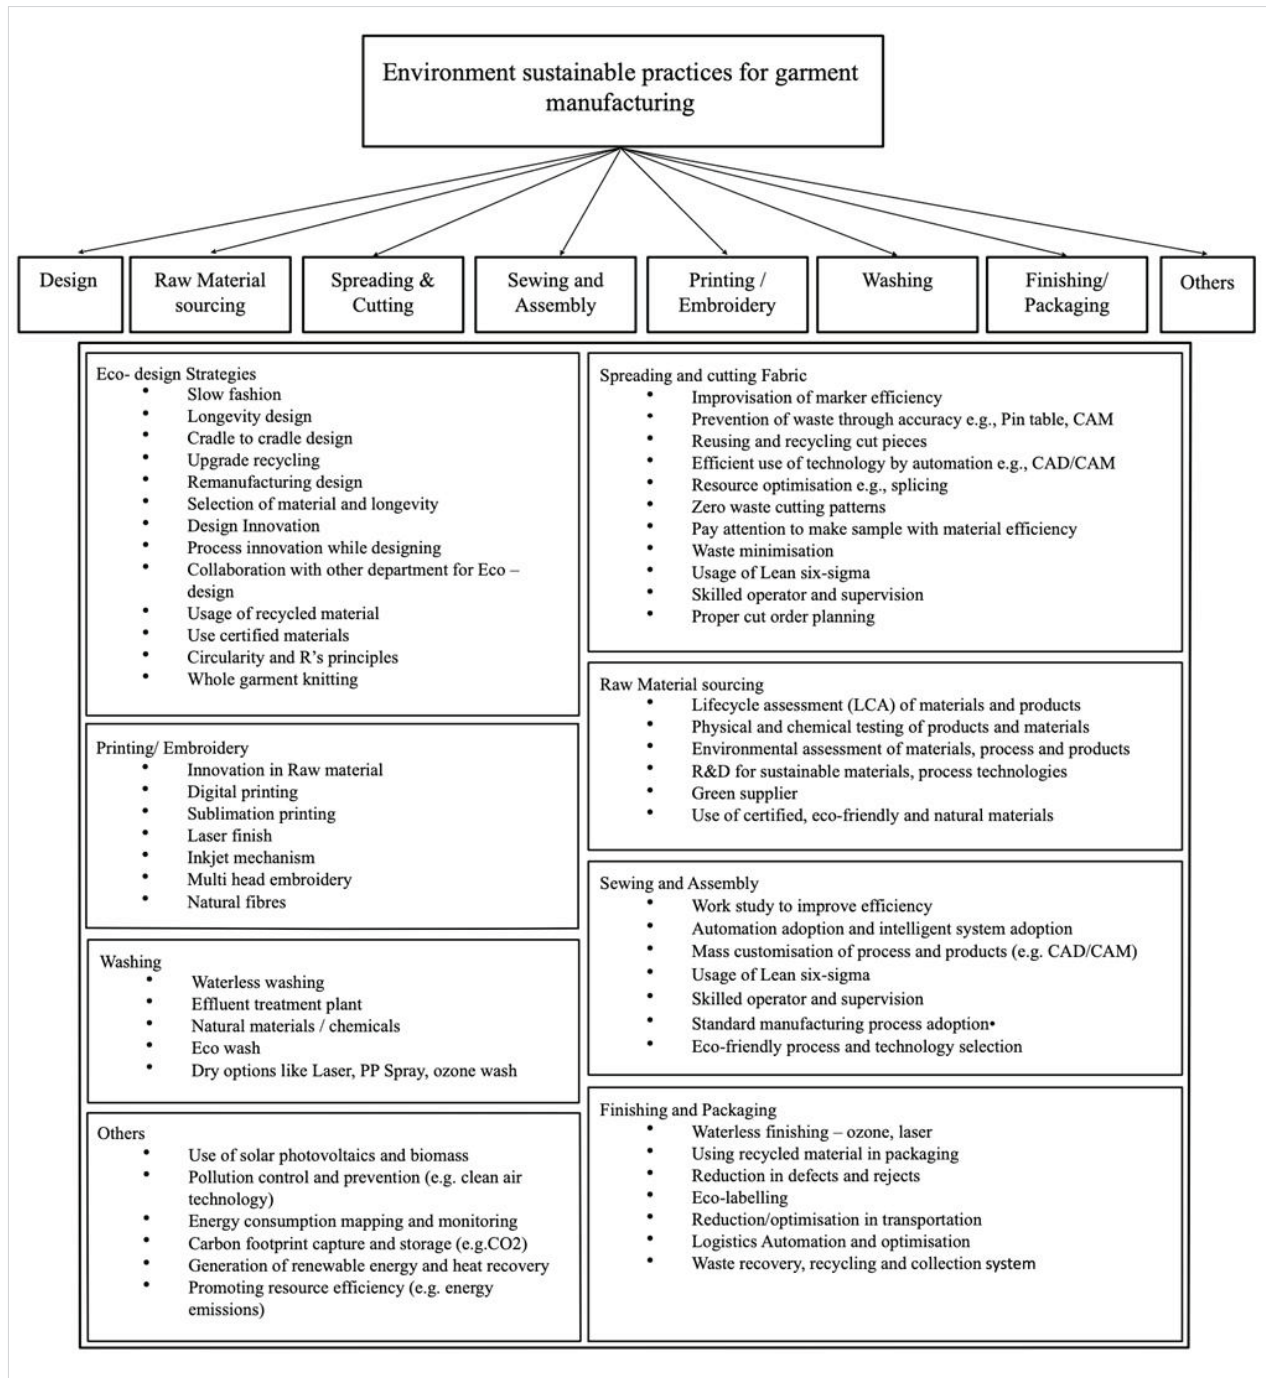 Environment sustainable practices for garment
manufacturing
Design
Raw Material
sourcing
Spreading &
Cutting
Sewing and
Assembly
Printing /
Embroidery
Washing
Finishing/
Packaging
Others
Eco- design Strategies
• Slow fashion
• Longevity design
• Cradle to cradle design
• Upgrade recycling
• Remanufacturing design
• Selection of material and longevity
• Design Innovation
• Process innovation while designing
• Collaboration with other department for Eco –
design
• Usage of recycled material
• Use certified materials
• Circularity and R’s principles
• Whole garment knitting
Printing/ Embroidery
• Innovation in Raw material
• Digital printing
• Sublimation printing
• Laser finish
• Inkjet mechanism
• Multi head embroidery
• Natural fibres
Washing
• Waterless washing
• Effluent treatment plant
• Natural materials / chemicals
• Eco wash
• Dry options like Laser, PP Spray, ozone wash
Others
• Use of solar photovoltaics and biomass
• Pollution control and prevention (e.g. clean air
technology)
• Energy consumption mapping and monitoring
• Carbon footprint capture and storage (e.g.CO2)
• Generation of renewable energy and heat recovery
• Promoting resource efficiency (e.g. energy
emissions)
Spreading and cutting Fabric
• Improvisation of marker efficiency
• Prevention of waste through accuracy e.g., Pin table, CAM
• Reusing and recycling cut pieces
• Efficient use of technology by automation e.g., CAD/CAM
• Resource optimisation e.g., splicing
• Zero waste cutting patterns
• Pay attention to make sample with material efficiency
• Waste minimisation
• Usage of Lean six-sigma
• Skilled operator and supervision
• Proper cut order planning
Raw Material sourcing
• Lifecycle assessment (LCA) of materials and products
• Physical and chemical testing of products and materials
• Environmental assessment of materials, process and products
• R&D for sustainable materials, process technologies
• Green supplier
• Use of certified, eco-friendly and natural materials
Sewing and Assembly
• Work study to improve efficiency
• Automation adoption and intelligent system adoption
• Mass customisation of process and products (e.g. CAD/CAM)
• Usage of Lean six-sigma
• Skilled operator and supervision
• Standard manufacturing process adoption•
• Eco-friendly process and technology selection
Finishing and Packaging
• Waterless finishing – ozone, laser
• Using recycled material in packaging
• Reduction in defects and rejects
• Eco-labelling
• Reduction/optimisation in transportation
• Logistics Automation and optimisation
• Waste recovery, recycling and collection system